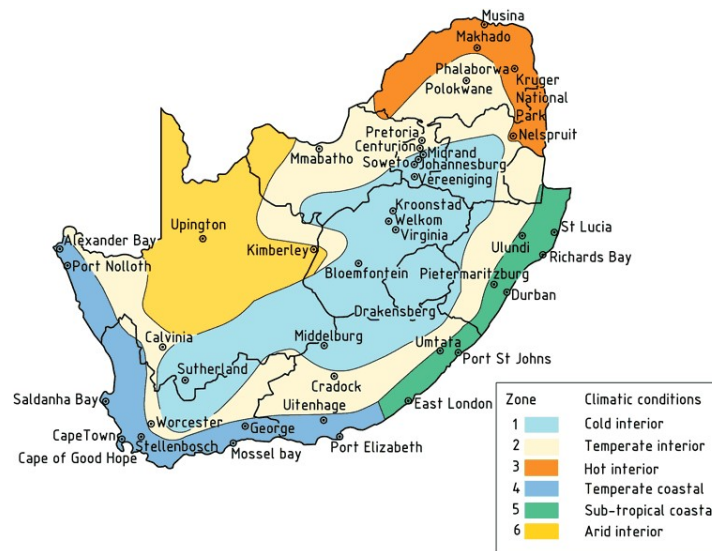 Musina
Makhado
Phalaborwa
Polokwane
Kryger
National
Park
Pretoria
Centurion
Nelspruit
Mmabatho
Midrand
Soweto
Johannesburg
Vereeniging
Kroonstad
Upington
Welkom
St Lucia
Alexander Bay
Virginia
Ulundi
Kimberley
Richards Bay
Port Nolloth
Bloemfontein
Pietermaritzburg
Durban
Drakensberg
Calvinia
Middelburg
Umtata
Port St Johns
Sutherland
Cradock
Saldanha Bay
Uitenhage
East London
Worcester
George
CapeTown
Stellenbosch
Mossel bay
Port Elizabeth
Cape of Good Hope
Zone Climatic conditions
1 Cold interior
2 Temperate interior
3 Hot interior
4 Temperate coastal
5 Sub-tropical coasta
6 Arid interior